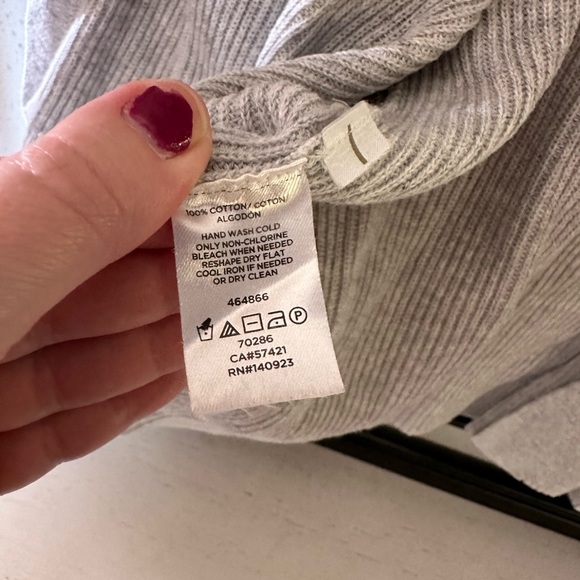 100% COTTON/ COTON/
ALGODÓN
HAND WASH COLD
ONLY NON-CHLORINE
BLEACH WHEN NEEDED
RESHAPE DRY FLAT
COOL IRON IF NEEDED
OR DRY CLEAN
464866
P
70286
CA#57421
RN#140923